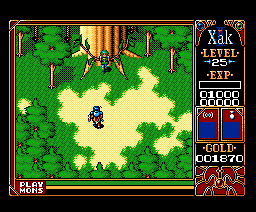 Xak
LEVEL
25
EXP
01000
00000
GOLD
001870
PLAY
MONS